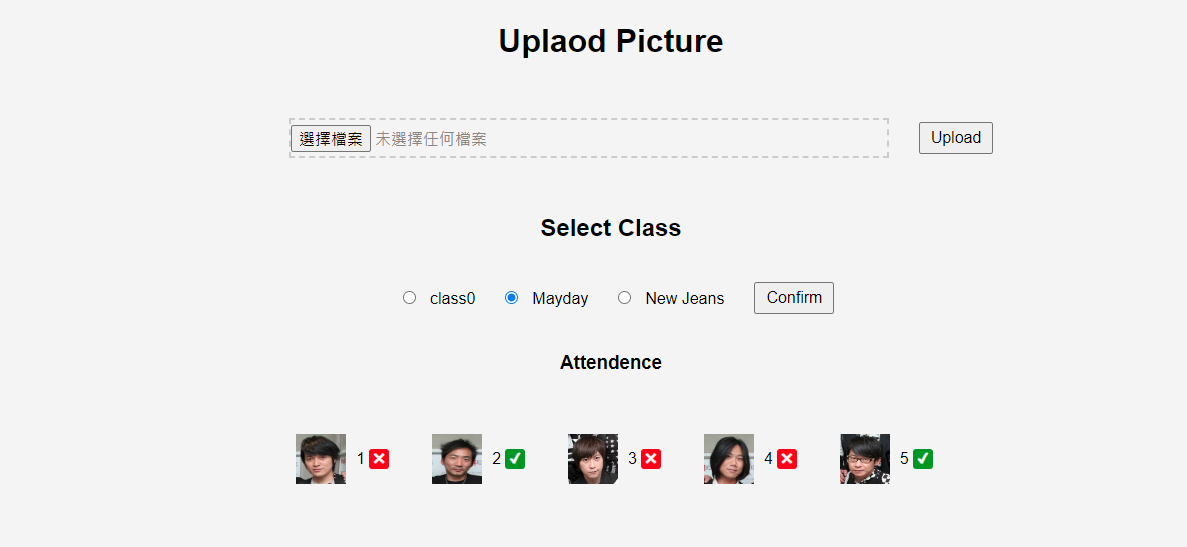 Uplaod Picture
選擇檔案 未選擇任何檔案 Upload
Select Class
class0 Mayday New Jeans Confirm
Attendence
1 ❎ 2 ✅ 3 ❎ 4 ❎ 5 ✅